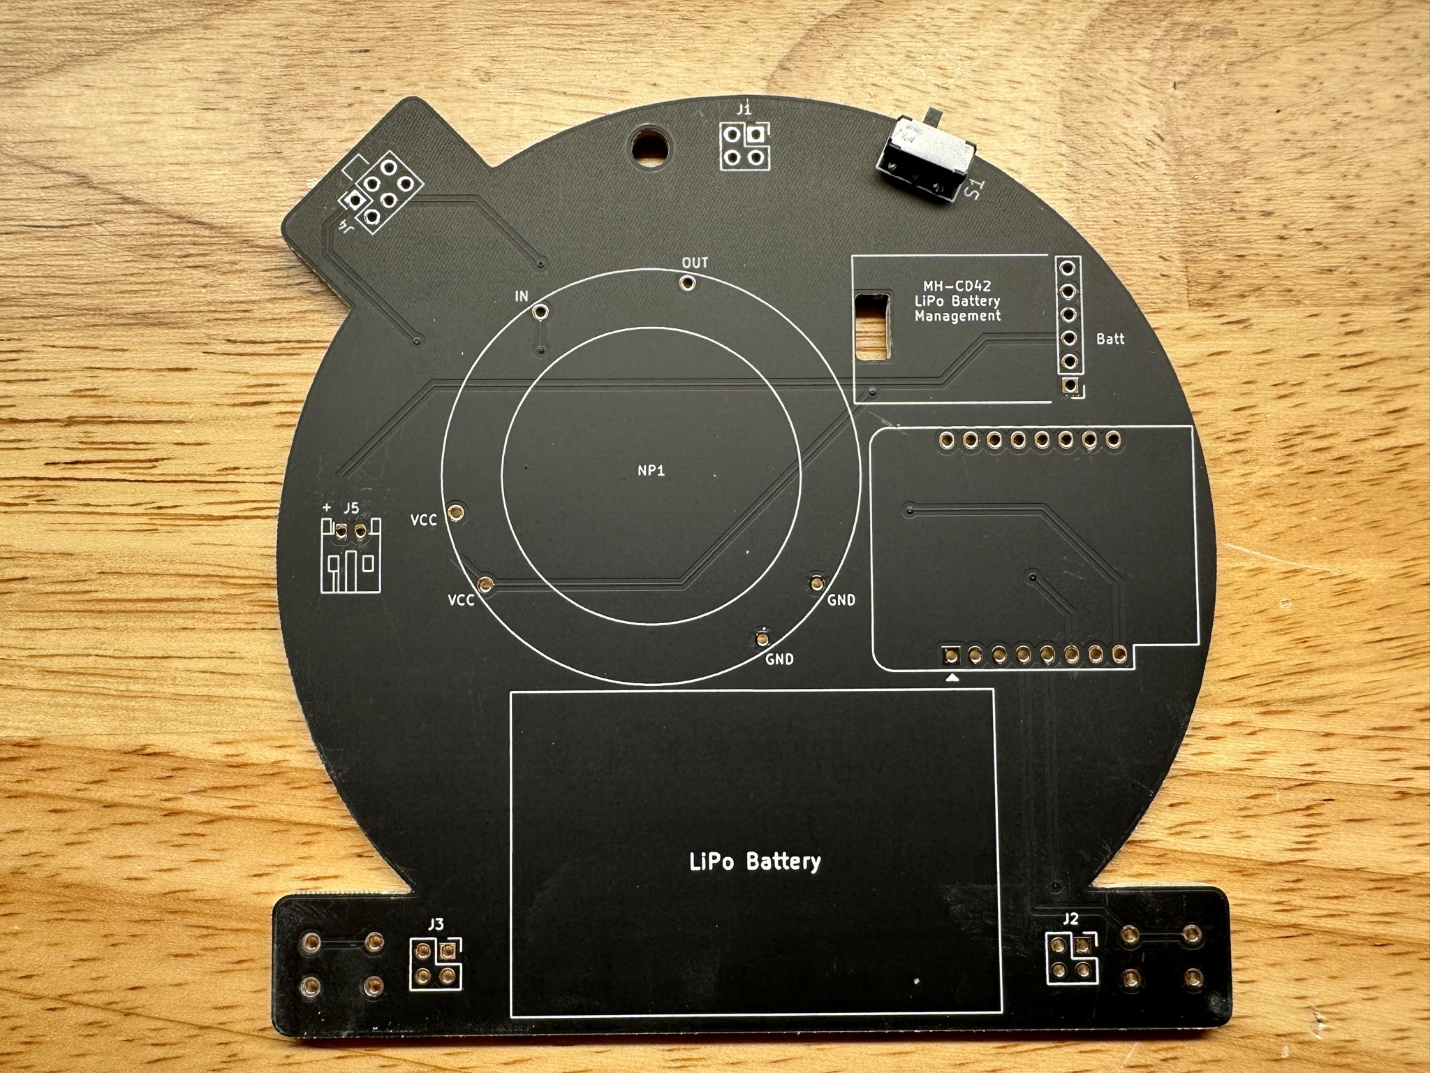 J1
S1
J4
OUT
IN
MH-CD42
LiPo Battery
Management
Batt
NP1
+ J5
VCC
VCC
GND
GND
LiPo Battery
J3
J2